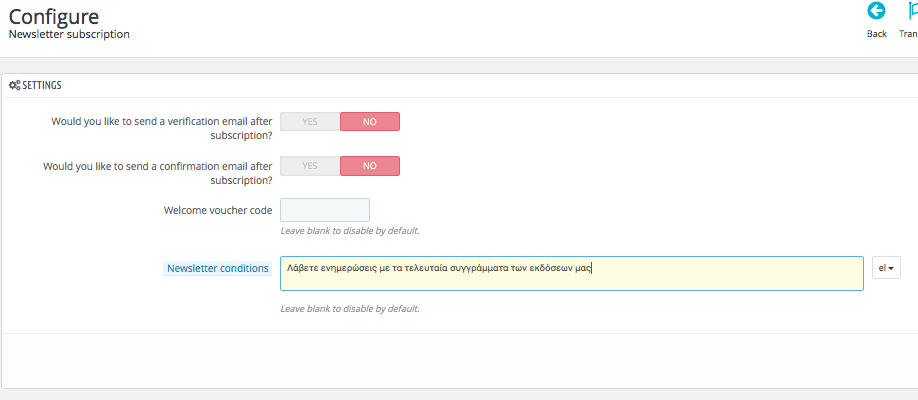 Configure
Newsletter subscription
Back
Tran
SETTINGS
Would you like to send a verification email after
subscription?
YES
NO
Would you like to send a confirmation email after
subscription?
YES
NO
Welcome voucher code
Leave blank to disable by default.
Newsletter conditions
Λάβετε ενημερώσεις με τα τελευταία συγγράμματα των εκδόσεων μας
el
Leave blank to disable by default.